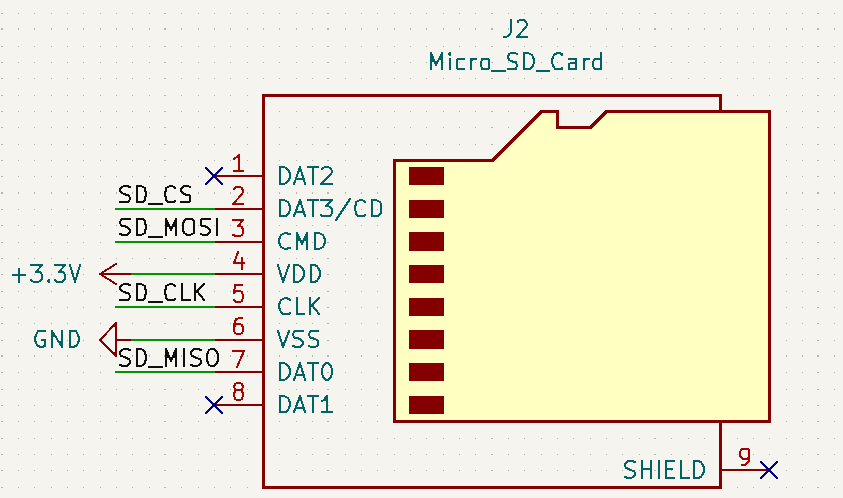 J2
Micro_SD_Card
1 DAT2
SD_CS 2 DAT3/CD
SD_MOSI 3 CMD
+3.3V 4 VDD
SD_CLK 5 CLK
GND 6 VSS
SD_MISO 7 DAT0
8 DAT1
SHIELD 9